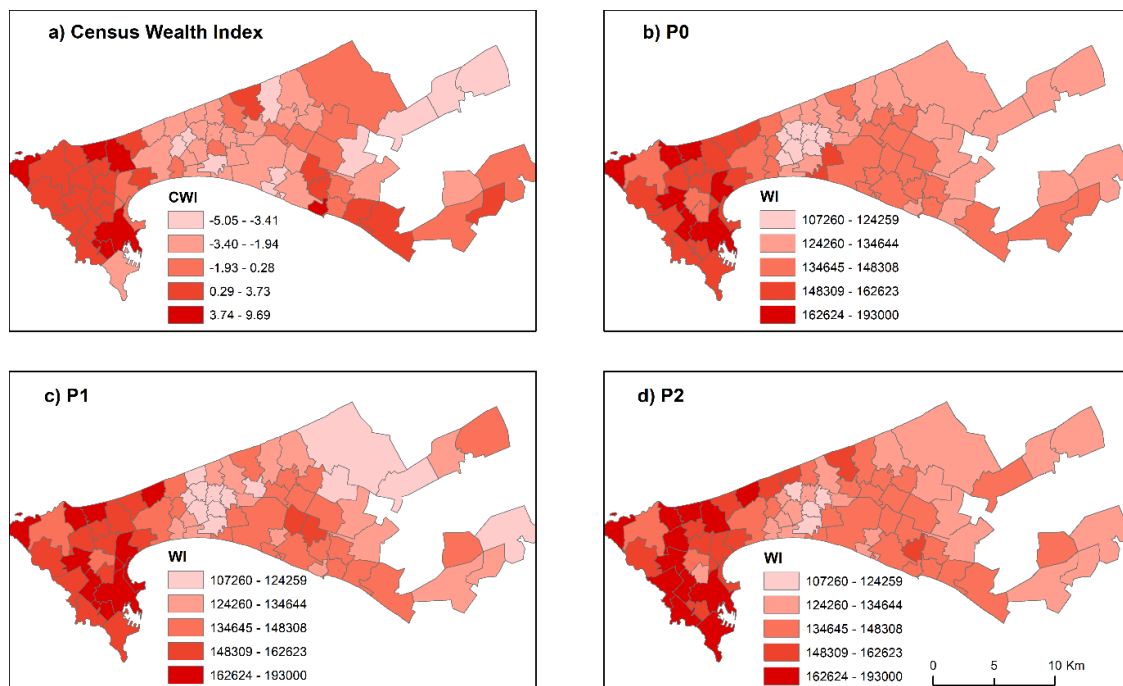 a) Census Wealth Index
CWI
-5.05 - -3.41
-3.40 - -1.94
-1.93 - 0.28
0.29 - 3.73
3.74 - 9.69
b) P0
WI
107260 - 124259
124260 - 134644
134645 - 148308
148309 - 162623
162624 - 193000
c) P1
WI
107260 - 124259
124260 - 134644
134645 - 148308
148309 - 162623
162624 - 193000
d) P2
WI
107260 - 124259
124260 - 134644
134645 - 148308
148309 - 162623
162624 - 193000
0 5 10 Km